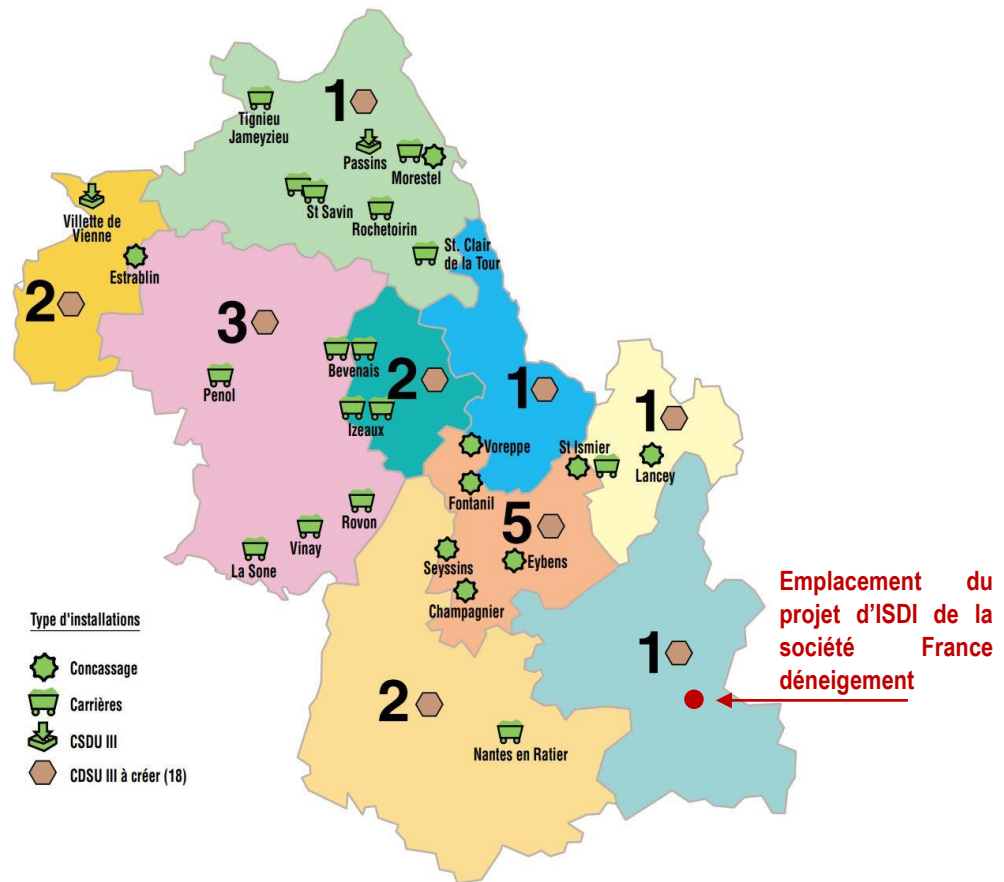 1
Tignieu
Jameyzieu
Passins
Morestel
St Savin
Rochetoirin
St. Clair
de la Tour
Villette de
Vienne
Estrablin
2
3
Penol
Bevenais
Izeaux
2
1
1
Voreppe
St Ismier
Lancey
Fontanil
5
Rovon
Vinay
La Sone
Seyssins
Eybens
Champagnier
1
2
Nantes en Ratier
Emplacement du
projet d'ISDI de la
société France
déneigement
Type d'installations
Concassage
Carrières
CSDU III
CDSU III à créer (18)